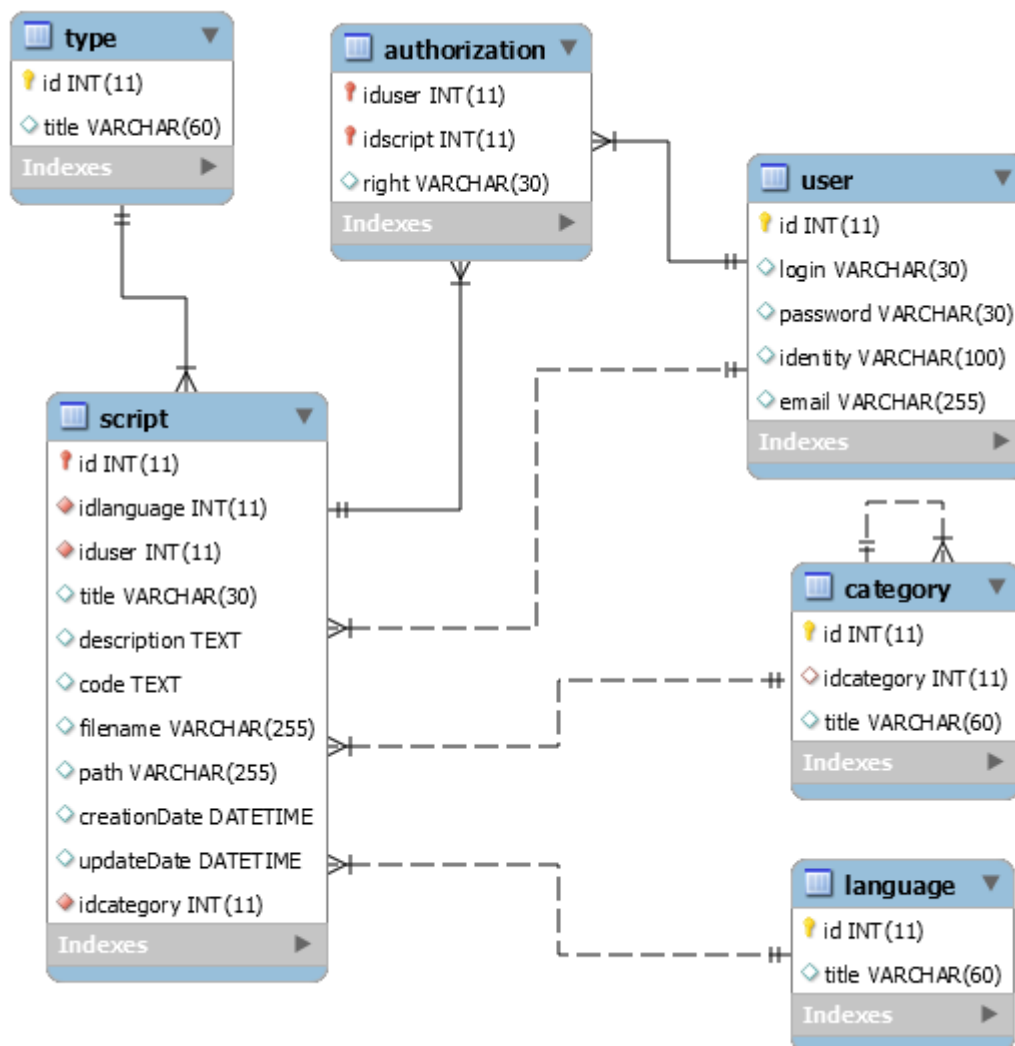 type
id INT(11)
title VARCHAR(60)
Indexes
authorization
iduser INT(11)
idscript INT(11)
right VARCHAR(30)
Indexes
user
id INT(11)
login VARCHAR(30)
password VARCHAR(30)
identity VARCHAR(100)
email VARCHAR(255)
Indexes
script
id INT(11)
idlanguage INT(11)
iduser INT(11)
title VARCHAR(30)
description TEXT
code TEXT
filename VARCHAR(255)
path VARCHAR(255)
creationDate DATETIME
updateDate DATETIME
idcategory INT(11)
Indexes
category
id INT(11)
idcategory INT(11)
title VARCHAR(60)
Indexes
language
id INT(11)
title VARCHAR(60)
Indexes